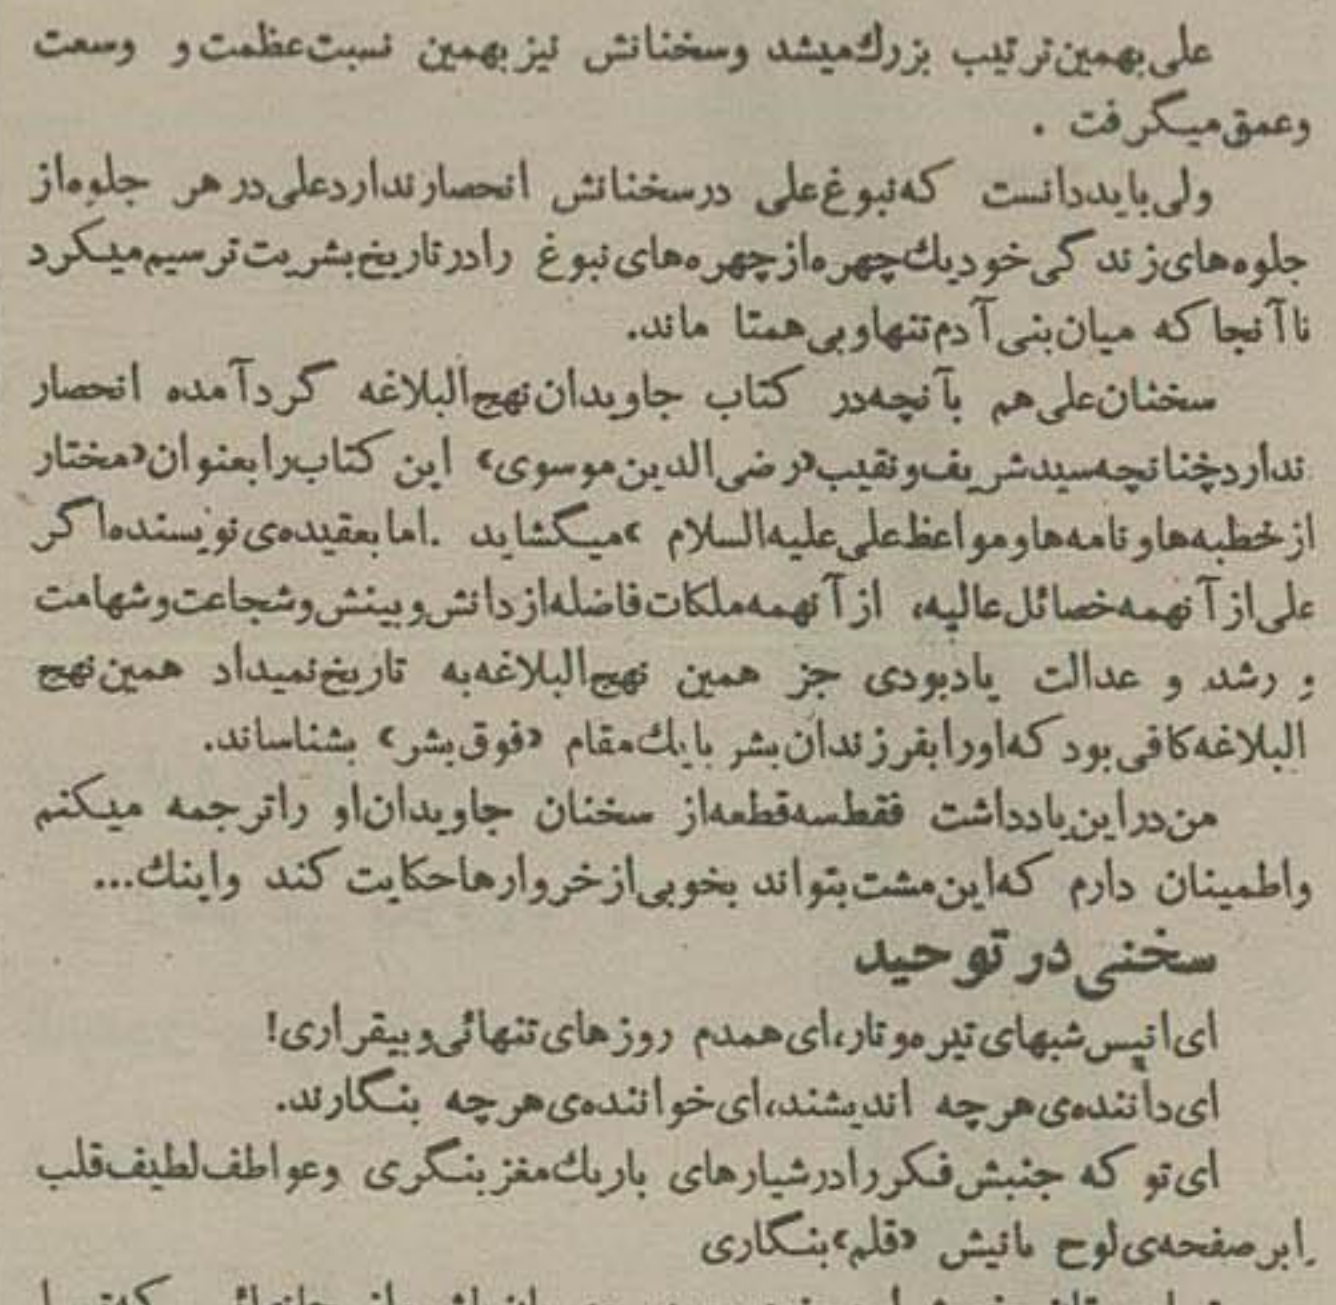 علی بهمین ترتیب بزرك میشد وسخنانش نیز بهمین نسبت عظمت و وسعت
وعمق میگرفت .
ولی باید دانست که نبوغ علی درسخنانش انحصار ندارد علی در هر جلوه از
جلوه های زندگی خود یك چهره از چهره های نبوغ را در تاریخ بشریت ترسیم میکرد
تا آنجا که میان بنی آدم تنها و بی همتا ماند.
سخنان علی هم بآنچه در کتاب جاویدان نهج البلاغه گرد آمده انحصار
ندارد چنانچه سید شریف و نقیب «رضی الدین موسوی» این کتاب را بعنوان «مختار
از خطبه ها و نامه ها و مواعظ علی علیه السلام» میگشاید . اما بعقیده ی نویسنده اگر
علی از آنهمه خصائل عالیه، از آنهمه ملکات فاضله از دانش و بینش و شجاعت و شهامت
و رشد و عدالت یادبودی جز همین نهج البلاغه به تاریخ نمیداد همین نهج
البلاغه کافی بود که او را بفرزندان بشر با یك مقام «فوق بشر» بشناساند.
من در این یادداشت فقط سه قطعه از سخنان جاویدان او را ترجمه میکنم
واطمینان دارم که این مشت بتواند بخوبی از خروارها حکایت کند و اینك...
سخنی در توحید
ای انیس شبهای تیره و تار، ای همدم روزهای تنهائی و بیقراری!
ای داننده ی هرچه اندیشند، ای خواننده ی هرچه بنگارند.
ای تو که جنبش فکر را در شیارهای باریك مغز بنگری وعواطف لطیف قلب
را بر صفحه ی لوح بانیش «قلم» بنگاری